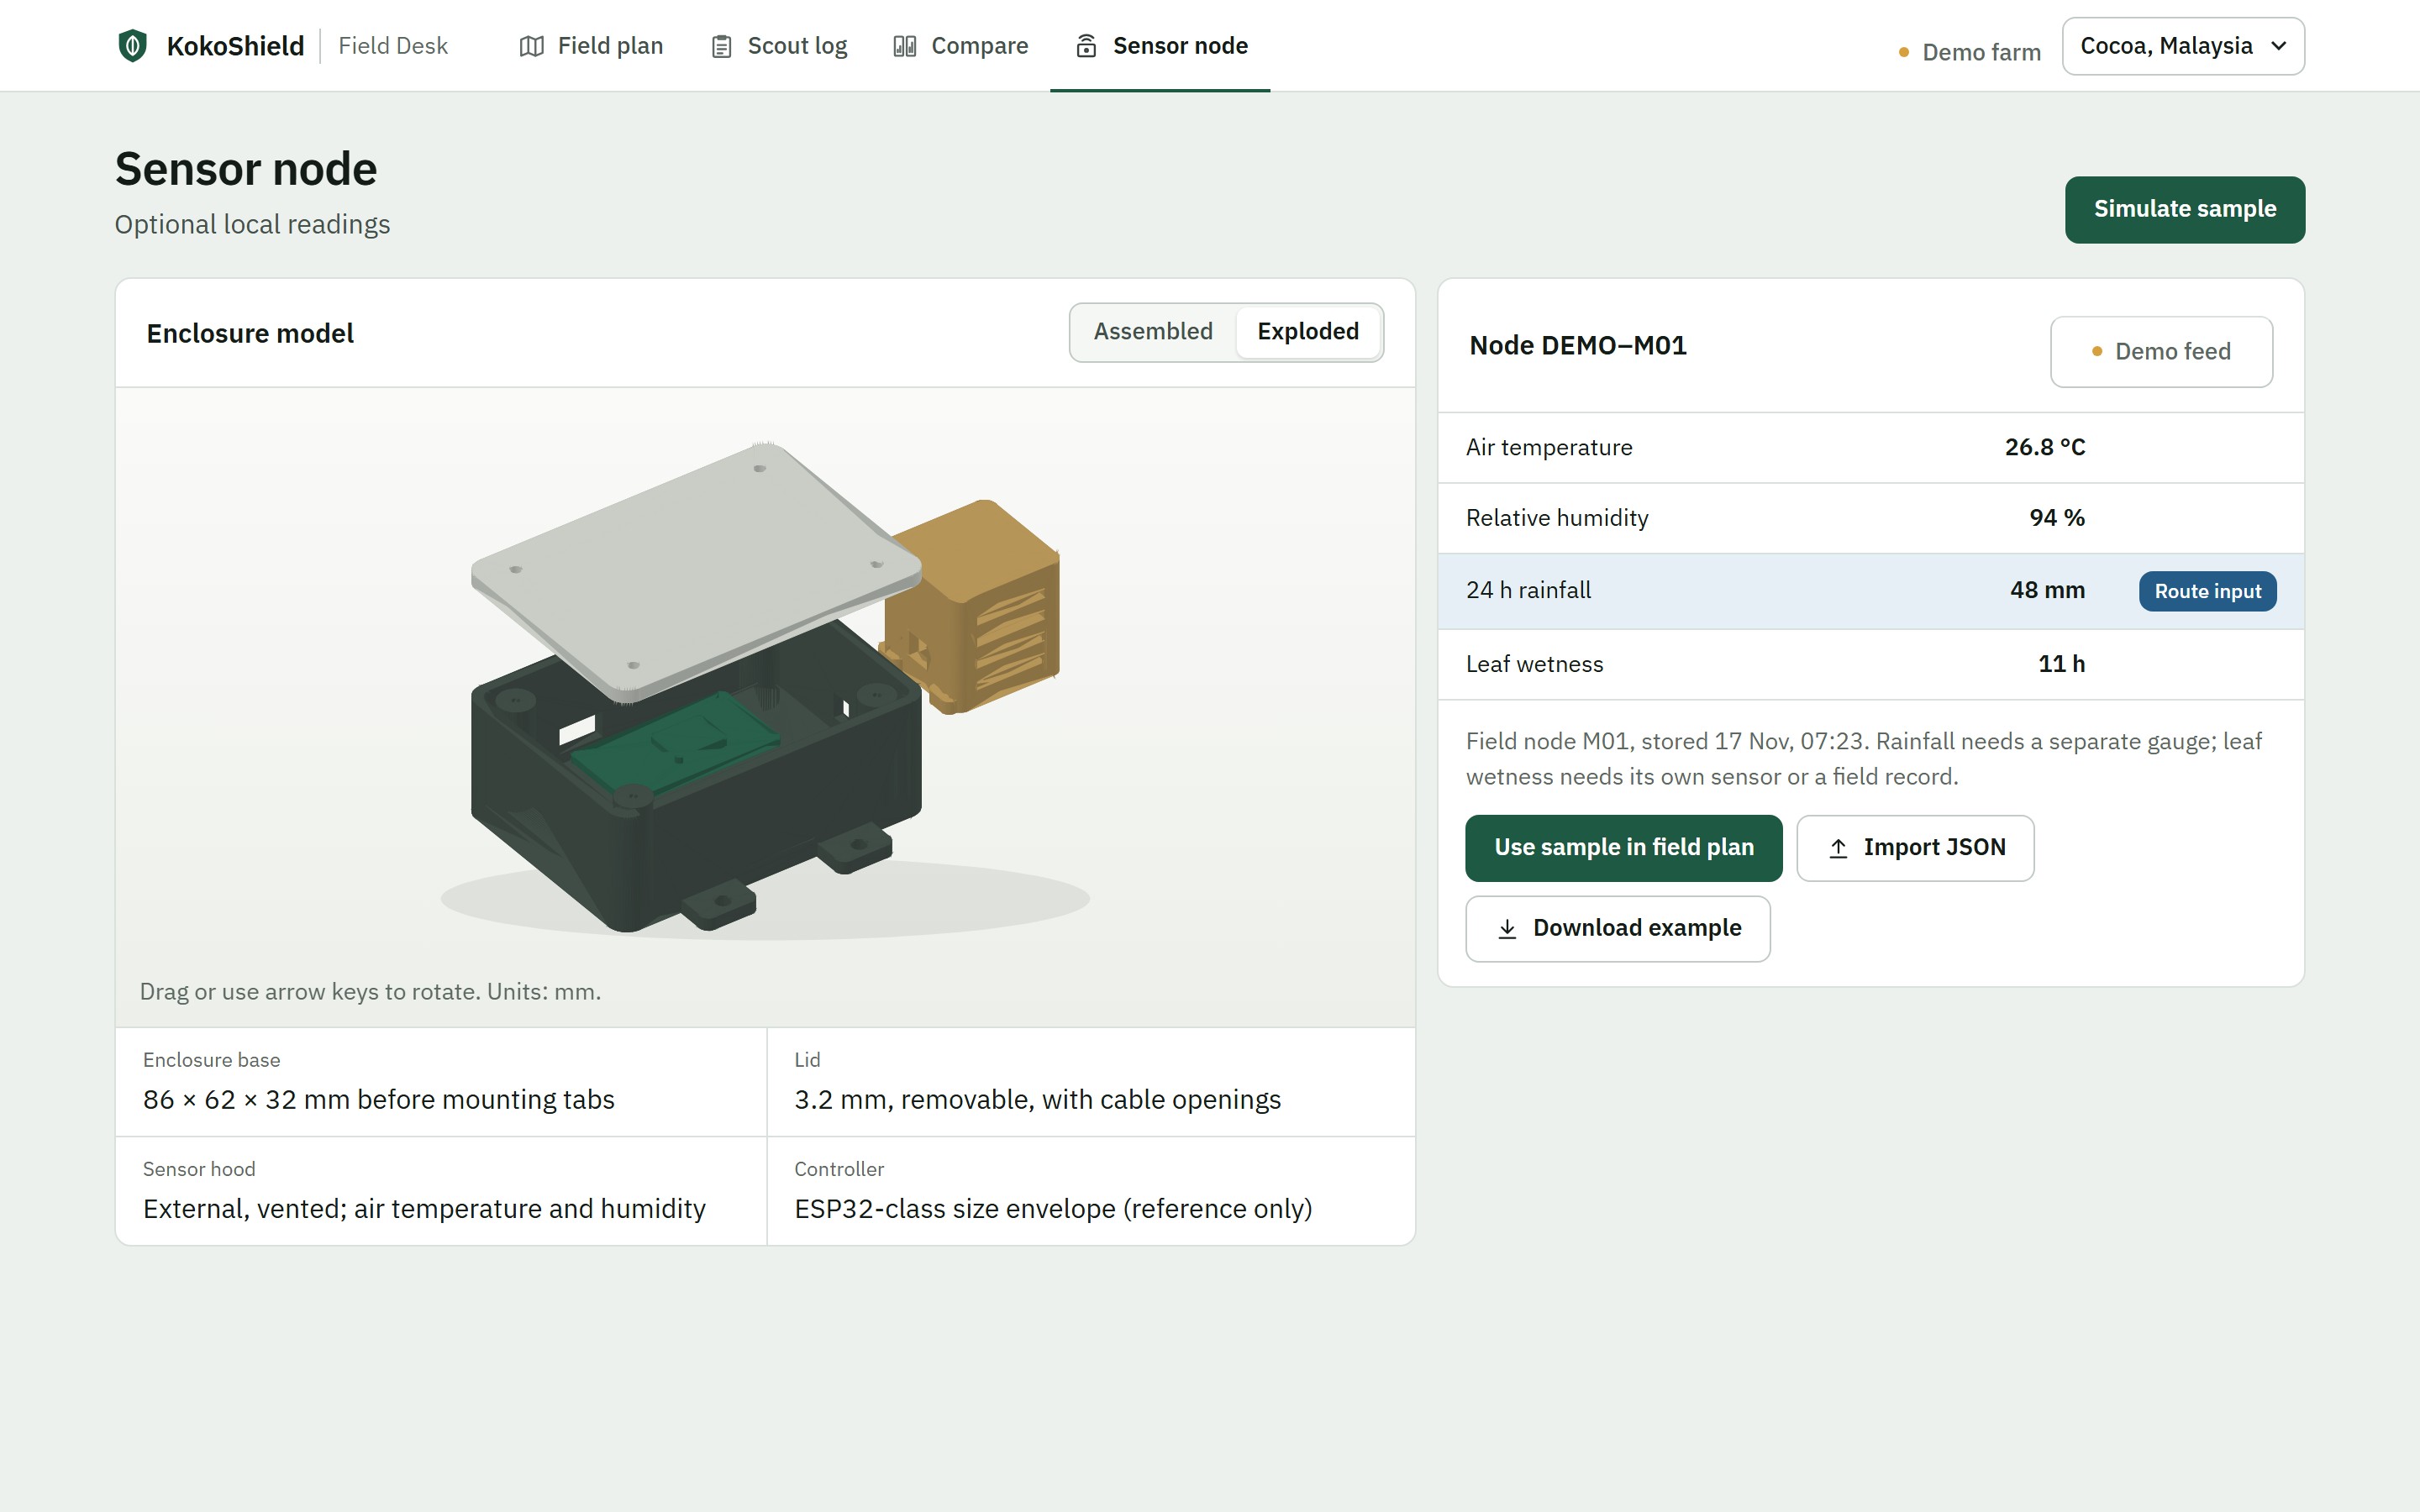 KokoShield
Field Desk
Field plan
Scout log
Compare
Sensor node
Demo farm
Cocoa, Malaysia
Sensor node
Optional local readings
Simulate sample
Enclosure model
Assembled
Exploded
Drag or use arrow keys to rotate. Units: mm.
Enclosure base
86 × 62 × 32 mm before mounting tabs
Lid
3.2 mm, removable, with cable openings
Sensor hood
External, vented; air temperature and humidity
Controller
ESP32-class size envelope (reference only)
Node DEMO–M01
Demo feed
Air temperature 26.8 °C
Relative humidity 94 %
24 h rainfall 48 mm Route input
Leaf wetness 11 h
Field node M01, stored 17 Nov, 07:23. Rainfall needs a separate gauge; leaf
wetness needs its own sensor or a field record.
Use sample in field plan
Import JSON
Download example